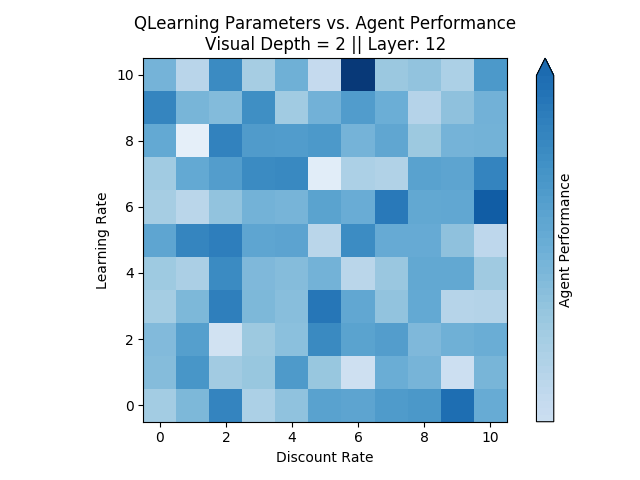 QLearning Parameters vs. Agent Performance
Visual Depth = 2 || Layer: 12
10
8
6
4
2
0
Learning Rate
0 2 4 6 8 10
Discount Rate
Agent Performance